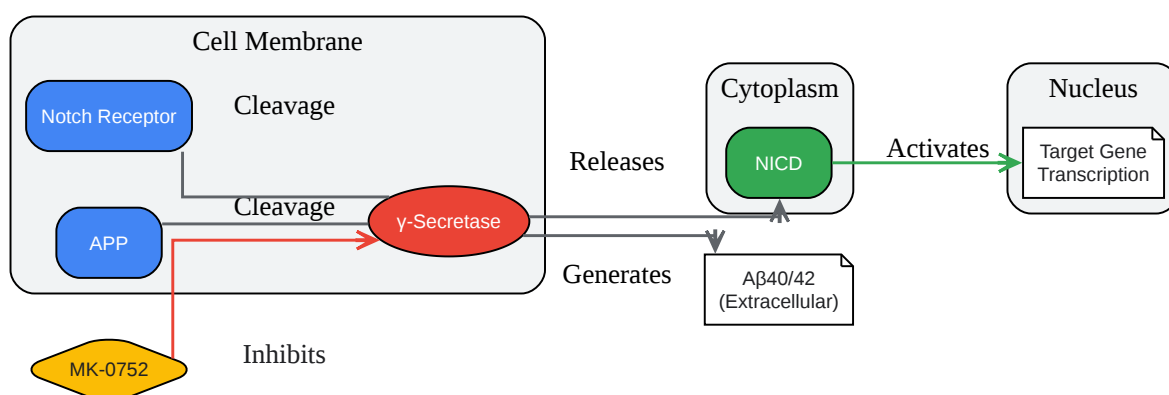 Cell Membrane
Notch Receptor
Cleavage
APP
Cleavage
γ-Secretase
MK-0752
Inhibits
Releases
Generates
Cytoplasm
NICD
Aβ40/42
(Extracellular)
Activates
Nucleus
Target Gene
Transcription